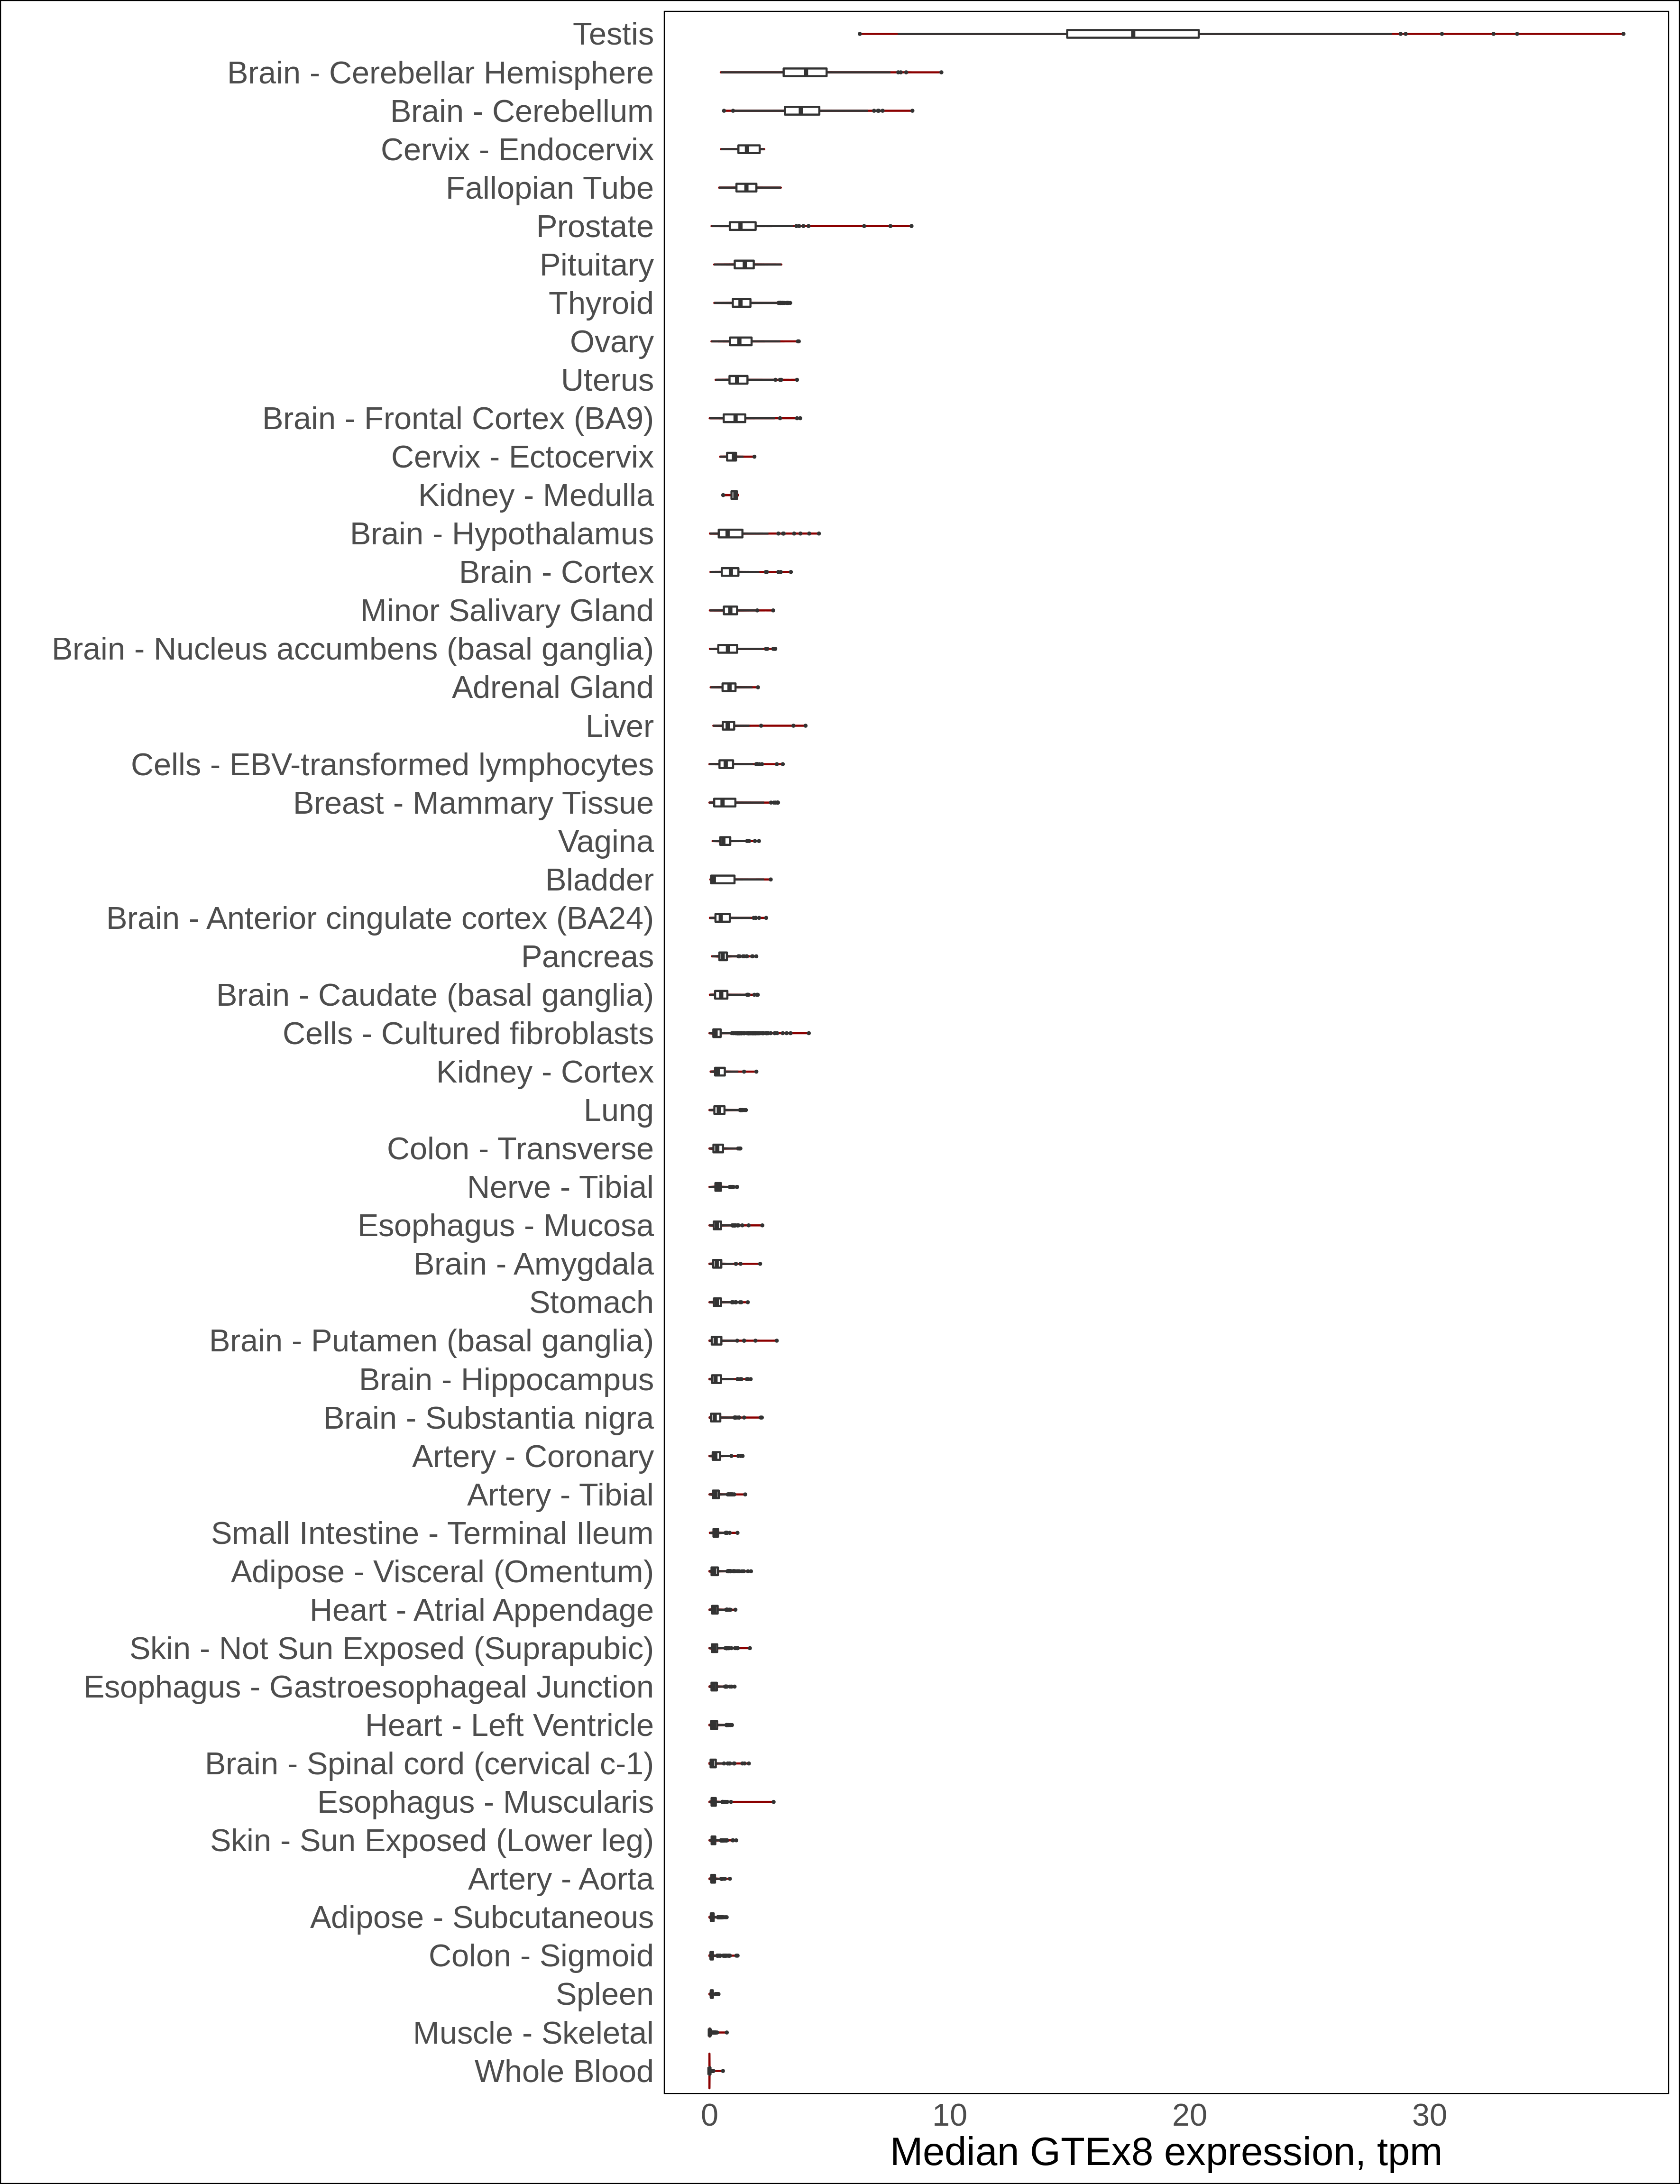 Testis
Brain - Cerebellar Hemisphere
Brain - Cerebellum
Cervix - Endocervix
Fallopian Tube
Prostate
Pituitary
Thyroid
Ovary
Uterus
Brain - Frontal Cortex (BA9)
Cervix - Ectocervix
Kidney - Medulla
Brain - Hypothalamus
Brain - Cortex
Minor Salivary Gland
Brain - Nucleus accumbens (basal ganglia)
Adrenal Gland
Liver
Cells - EBV-transformed lymphocytes
Breast - Mammary Tissue
Vagina
Bladder
Brain - Anterior cingulate cortex (BA24)
Pancreas
Brain - Caudate (basal ganglia)
Cells - Cultured fibroblasts
Kidney - Cortex
Lung
Colon - Transverse
Nerve - Tibial
Esophagus - Mucosa
Brain - Amygdala
Stomach
Brain - Putamen (basal ganglia)
Brain - Hippocampus
Brain - Substantia nigra
Artery - Coronary
Artery - Tibial
Small Intestine - Terminal Ileum
Adipose - Visceral (Omentum)
Heart - Atrial Appendage
Skin - Not Sun Exposed (Suprapubic)
Esophagus - Gastroesophageal Junction
Heart - Left Ventricle
Brain - Spinal cord (cervical c-1)
Esophagus - Muscularis
Skin - Sun Exposed (Lower leg)
Artery - Aorta
Adipose - Subcutaneous
Colon - Sigmoid
Spleen
Muscle - Skeletal
Whole Blood
0 10 20 30
Median GTEx8 expression, tpm